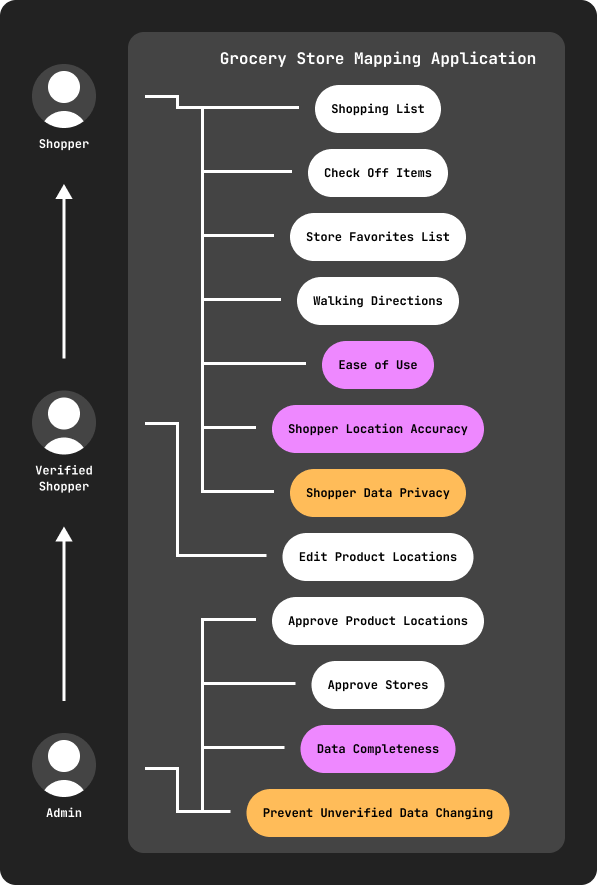 Grocery Store Mapping Application
Shopper
Shopping List
Check Off Items
Store Favorites List
Walking Directions
Ease of Use
Verified
Shopper
Shopper Location Accuracy
Shopper Data Privacy
Edit Product Locations
Approve Product Locations
Approve Stores
Data Completeness
Admin
Prevent Unverified Data Changing